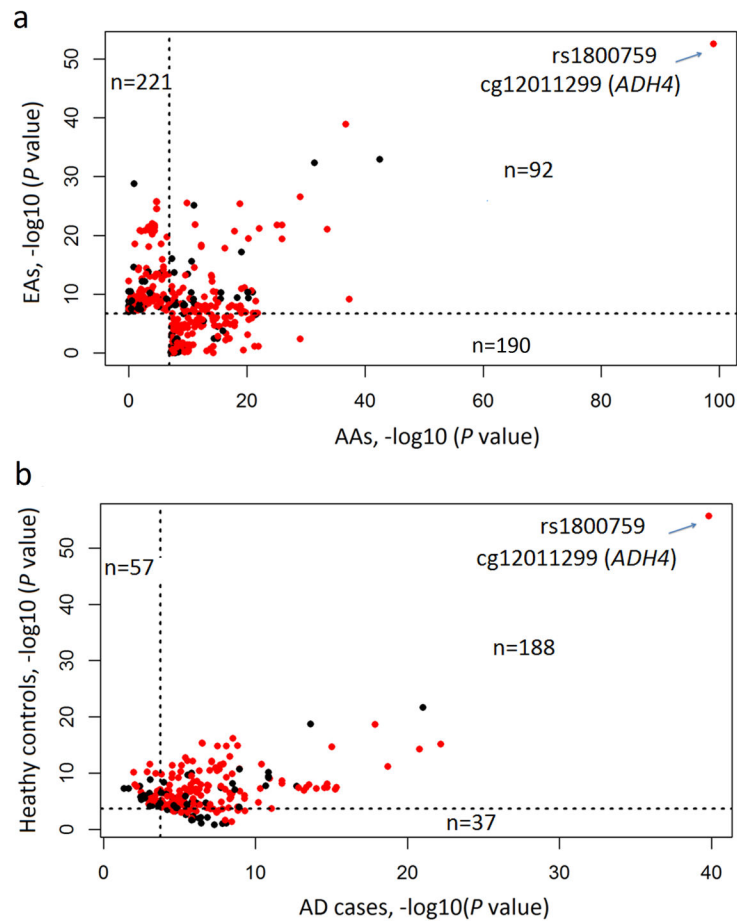 a
rs1800759
cg12011299 (ADH4)
n=221
n=92
n=190
EAs, -log10 (P value)
0
10
20
30
40
50
0
20
40
60
80
100
AAs, -log10 (P value)
b
rs1800759
cg12011299 (ADH4)
n=57
n=188
n=37
Heathy controls, -log10 (P value)
0
10
20
30
40
50
0
10
20
30
40
AD cases, -log10(P value)